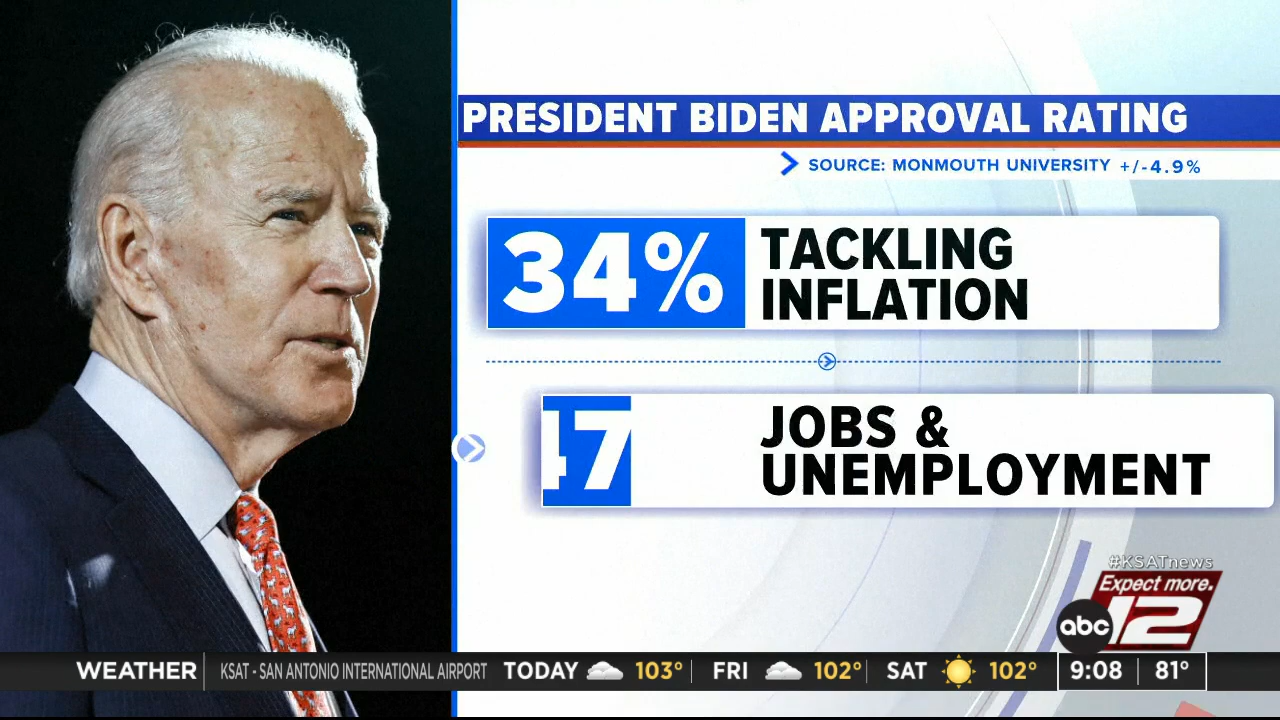 PRESIDENT BIDEN APPROVAL RATING
SOURCE: MONMOUTH UNIVERSITY +/-4.9%
34%
TACKLING
INFLATION
7
JOBS &
UNEMPLOYMENT
#KSATnews
Expect more.
abc 12
WEATHER KSAT - SAN ANTONIO INTERNATIONAL AIRPORT TODAY 103° FRI 102° SAT 102° 9:08 81°